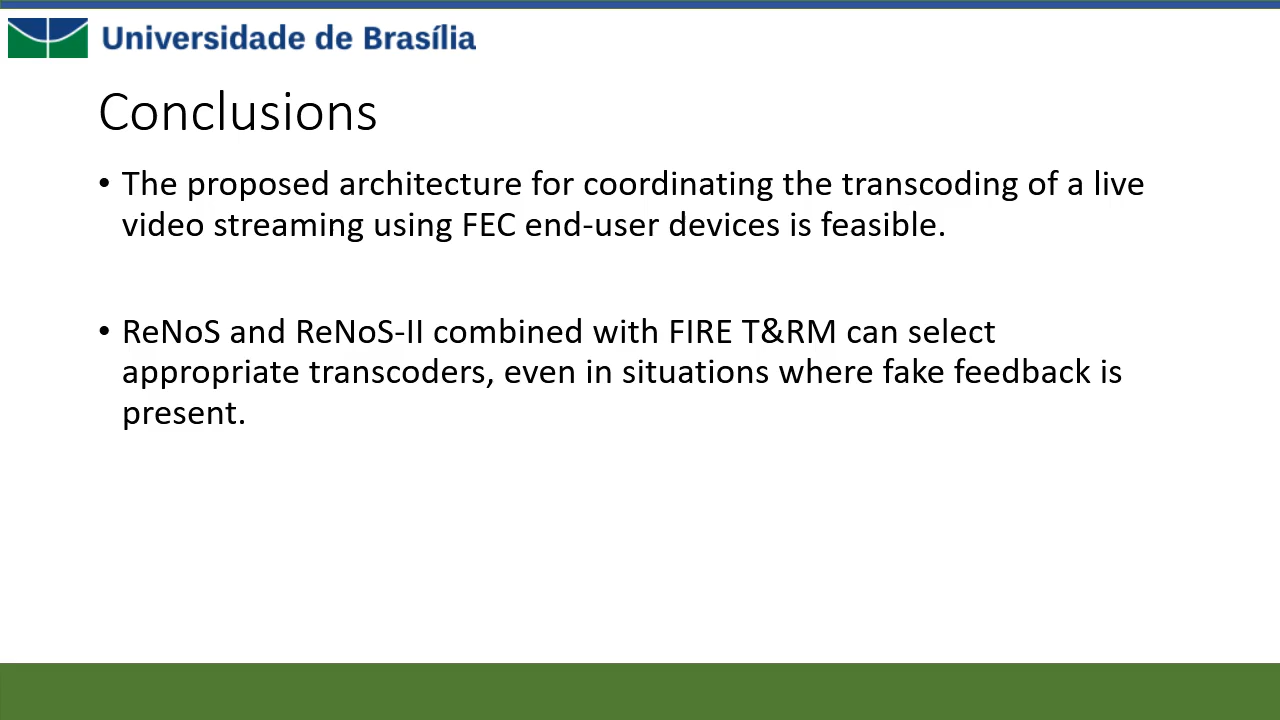 Universidade de Brasília
Conclusions
• The proposed architecture for coordinating the transcoding of a live
video streaming using FEC end-user devices is feasible.
• ReNoS and ReNoS-II combined with FIRE T&RM can select
appropriate transcoders, even in situations where fake feedback is
present.